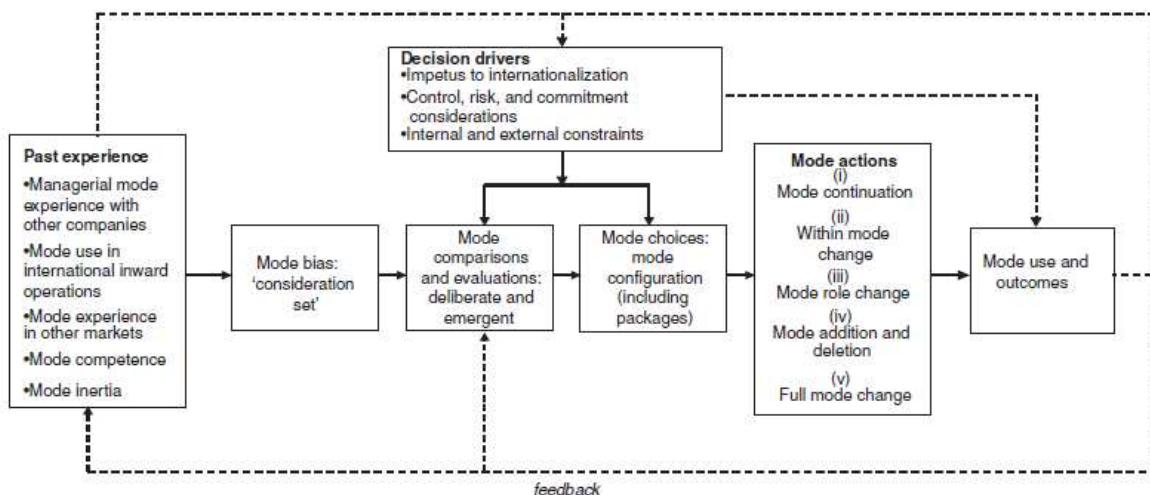 Decision drivers
•Impetus to internationalization
•Control, risk, and commitment
considerations
•Internal and external constraints
Past experience
•Managerial mode
experience with
other companies
•Mode use in
international inward
operations
•Mode experience
in other markets
•Mode competence
•Mode inertia
Mode bias:
‘consideration
set’
Mode
comparisons
and evaluations:
deliberate and
emergent
Mode choices:
mode
configuration
(including
packages)
Mode actions
(i)
Mode continuation
(ii)
Within mode
change
(iii)
Mode role change
(iv)
Mode addition and
deletion
(v)
Full mode change
Mode use and
outcomes
feedback